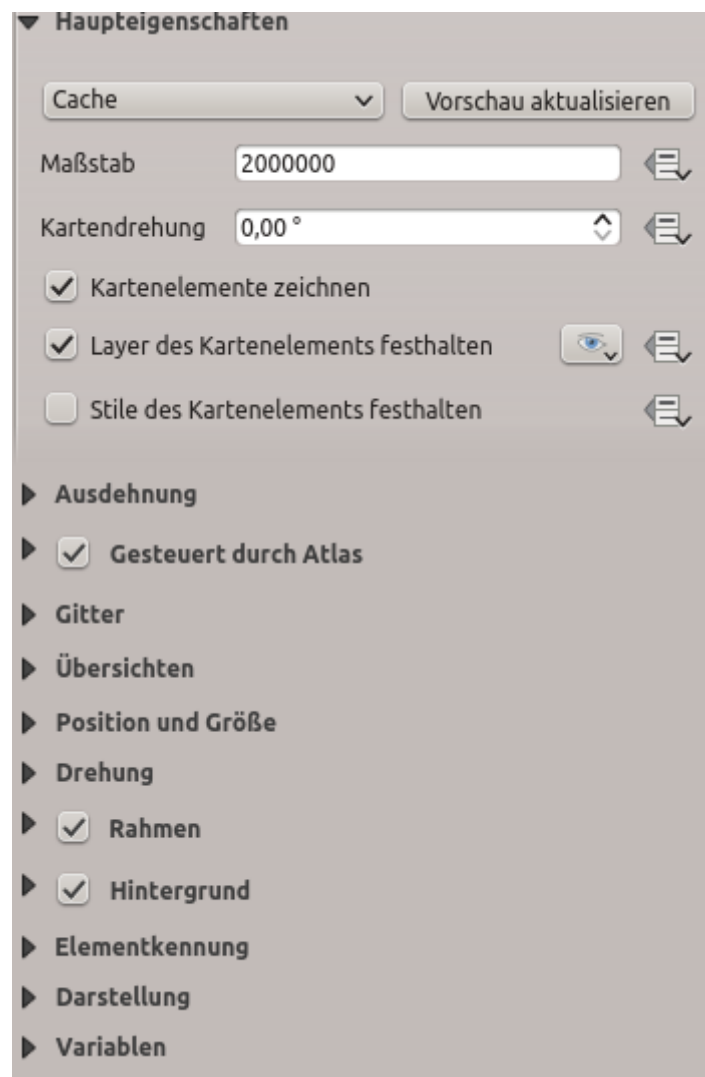 Haupteigenschaften
Cache Vorschau aktualisieren
Maßstab 2000000
Kartendrehung 0,00 °
Kartenelemente zeichnen
Layer des Kartenelements festhalten
Stile des Kartenelements festhalten
Ausdehnung
Gesteuert durch Atlas
Gitter
Übersichten
Position und Größe
Drehung
Rahmen
Hintergrund
Elementkennung
Darstellung
Variablen